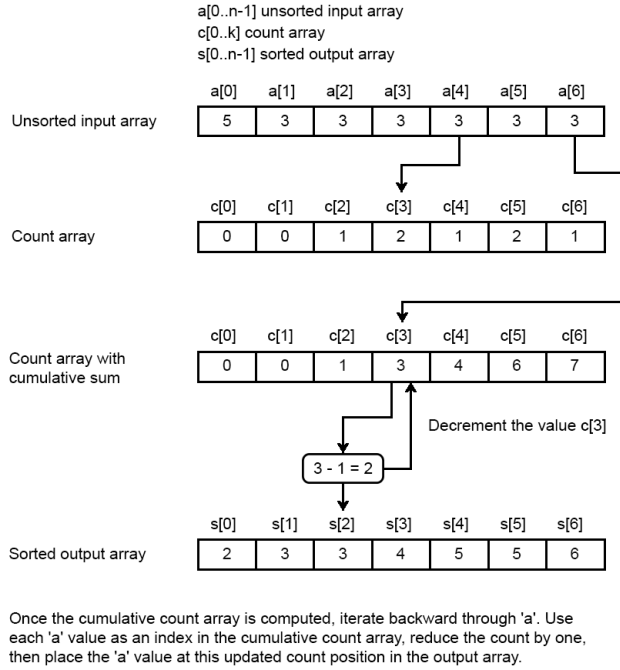 a[0..n-1] unsorted input array
c[0..k] count array
s[0..n-1] sorted output array
a[0] a[1] a[2] a[3] a[4] a[5] a[6]
Unsorted input array 5 3 3 3 3 3 3
c[0] c[1] c[2] c[3] c[4] c[5] c[6]
Count array 0 0 1 2 1 2 1
c[0] c[1] c[2] c[3] c[4] c[5] c[6]
Count array with
cumulative sum
0 0 1 3 4 6 7
Decrement the value c[3]
3 - 1 = 2
s[0] s[1] s[2] s[3] s[4] s[5] s[6]
Sorted output array 2 3 3 4 5 5 6
Once the cumulative count array is computed, iterate backward through 'a'. Use
each 'a' value as an index in the cumulative count array, reduce the count by one,
then place the 'a' value at this updated count position in the output array.